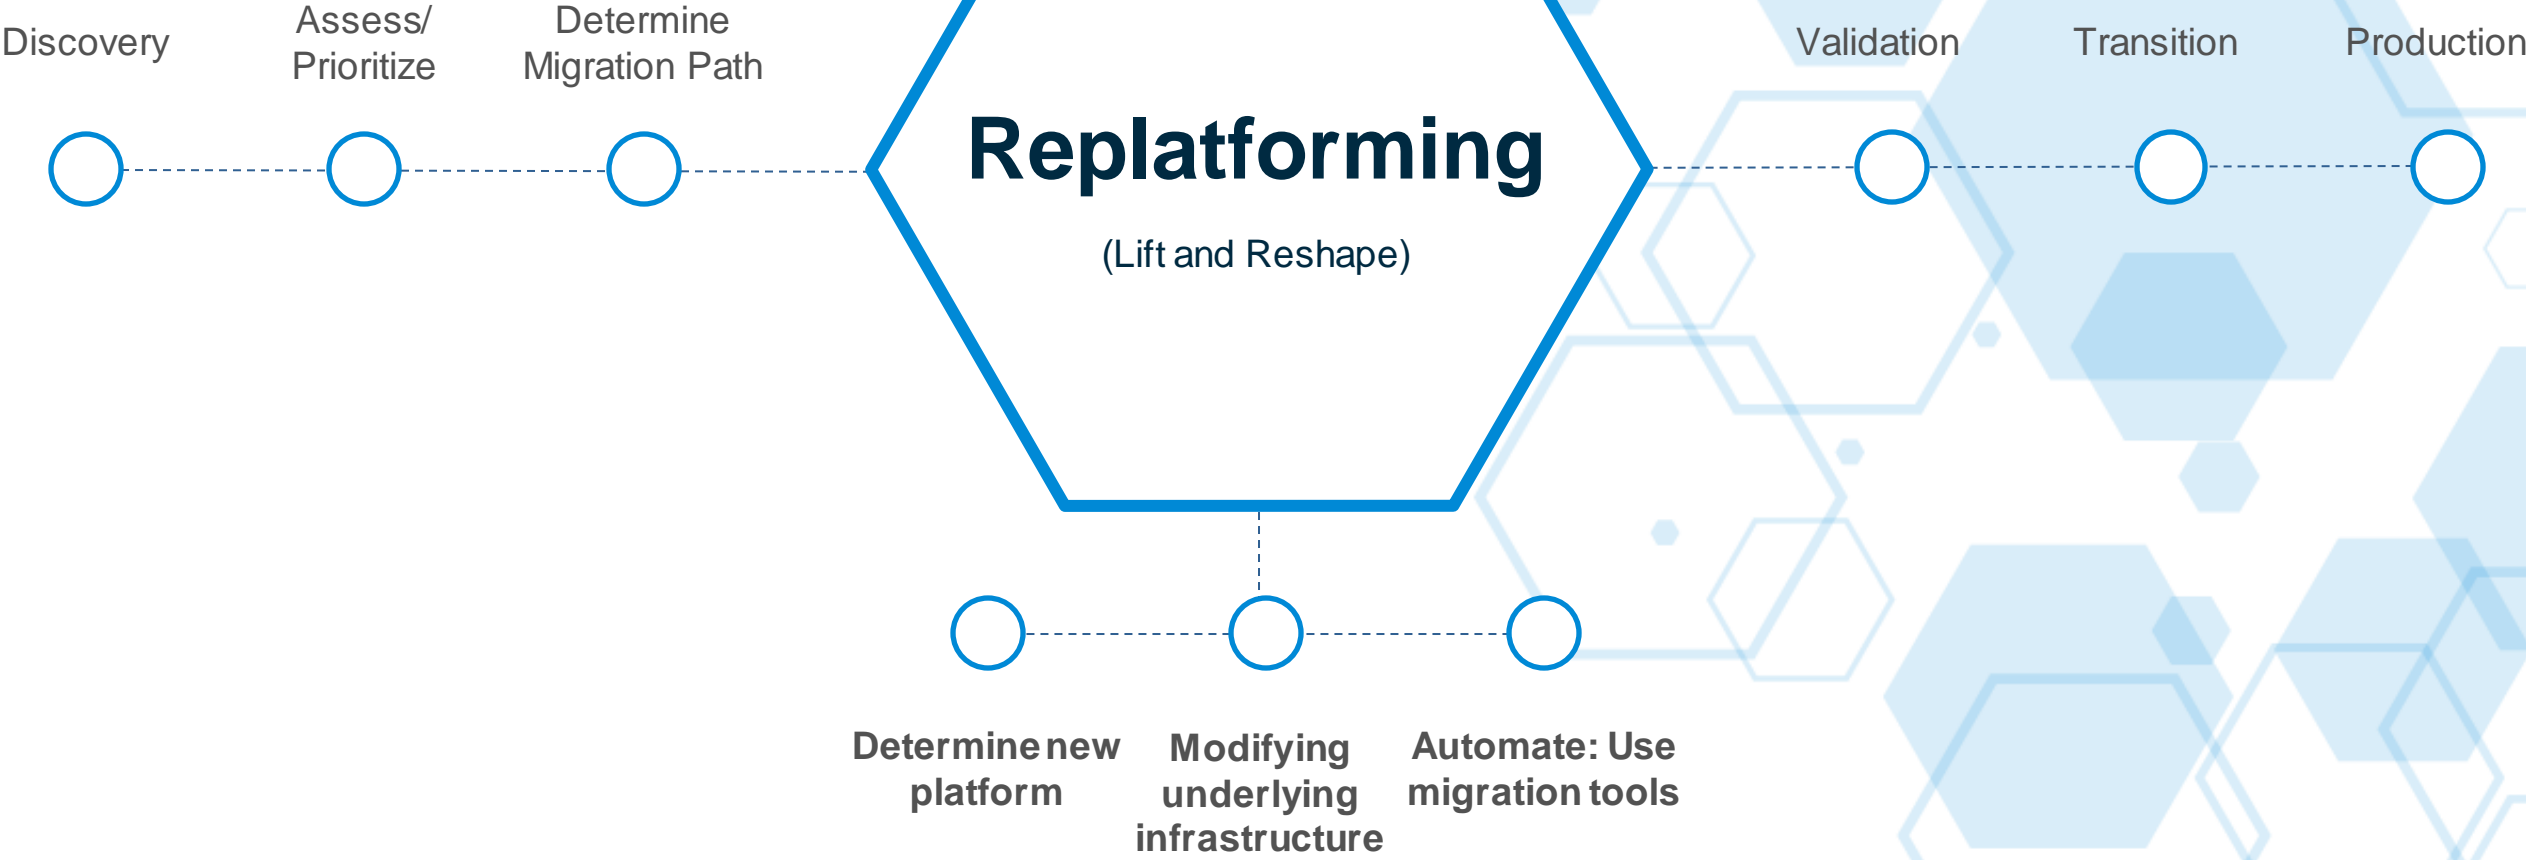 Discovery
Assess/
Prioritize
Determine
Migration Path
Replatforming
(Lift and Reshape)
Validation
Transition
Production
Determine new
platform
Modifying
underlying
infrastructure
Automate: Use
migration tools